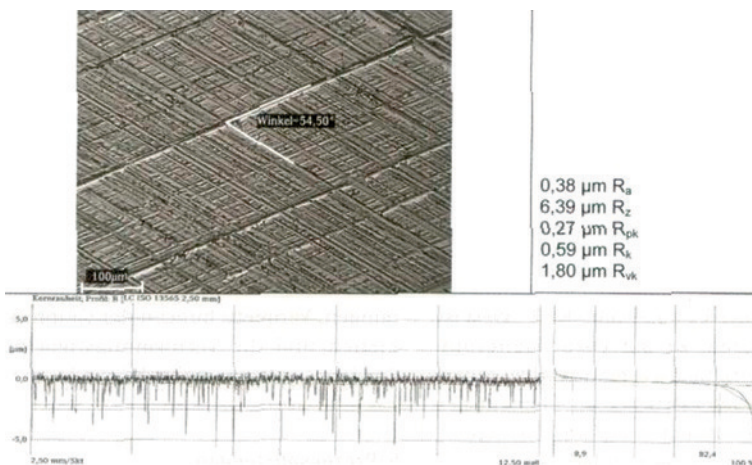 Winkel=54,50°
100µm
0,38 µm Ra
6,39 µm Rz
0,27 µm Rpk
0,59 µm Rk
1,80 µm Rvk
Kernrauheit, Profil: R [LC ISO 13565 2,50 mm]
5,0
[µm]
0,0
-5,0
2,50 mm/Skt
12.50
8,9
82,4